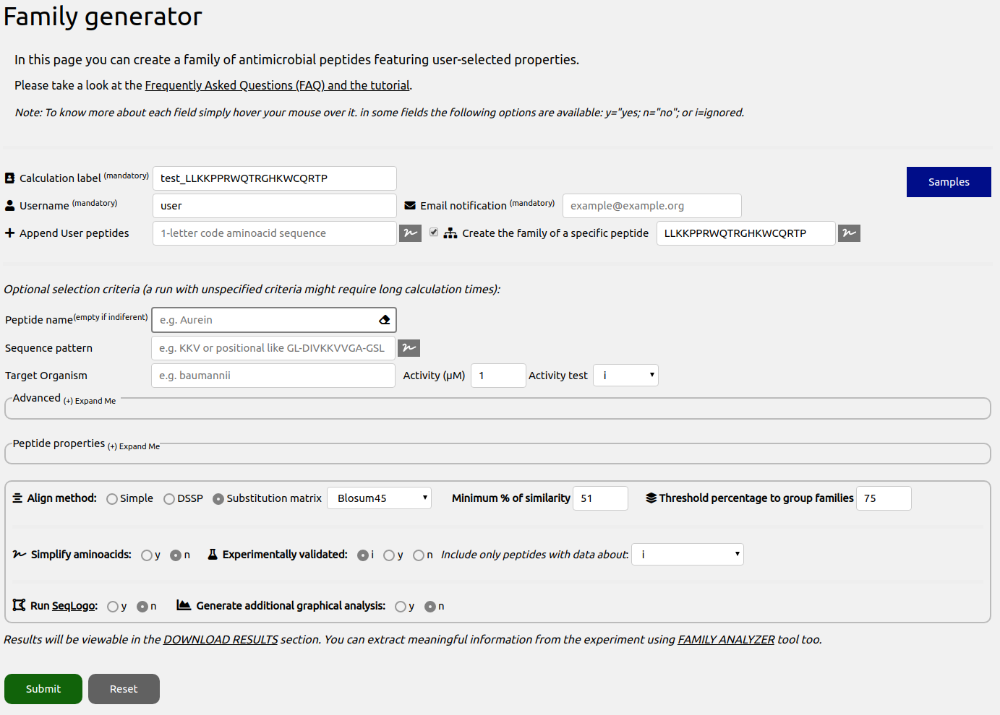 Family generator
In this page you can create a family of antimicrobial peptides featuring user-selected properties.
Please take a look at the Frequently Asked Questions (FAQ) and the tutorial.
Note: To know more about each field simply hover your mouse over it. in some fields the following options are available: y="yes; n="no"; or i=ignored.
Calculation label (mandatory) test_LLKKPPRWQTRGHKWCQRTP Samples
Username (mandatory) user Email notification (mandatory) example@example.org
Append User peptides 1-letter code aminoacid sequence Create the family of a specific peptide LLKKPPRWQTRGHKWCQRTP
Optional selection criteria (a run with unspecified criteria might require long calculation times):
Peptide name(empty if indiferent) e.g. Aurein
Sequence pattern e.g. KKV or positional like GL-DIVKKVVGA-GSL
Target Organism e.g. baumannii Activity (μM) 1 Activity test i
Advanced (+) Expand Me
Peptide properties (+) Expand Me
Align method: Simple DSSP Substitution matrix Blosum45 Minimum % of similarity 51 Threshold percentage to group families 75
Simplify aminoacids: y n Experimentally validated: i y n Include only peptides with data about: i
Run SeqLogo: y n Generate additional graphical analysis: y n
Results will be viewable in the DOWNLOAD RESULTS section. You can extract meaningful information from the experiment using FAMILY ANALYZER tool too.
Submit Reset